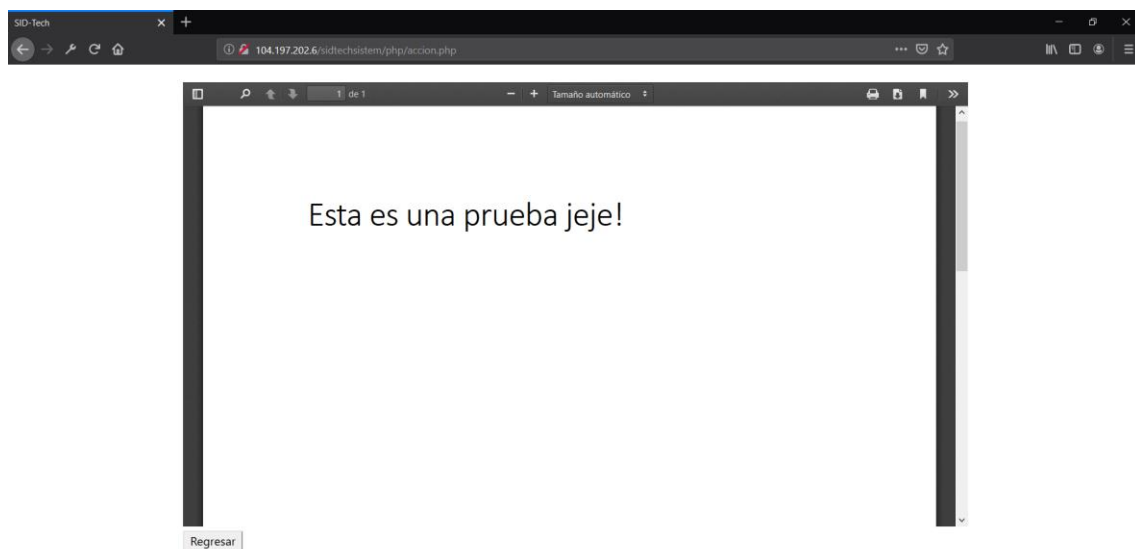 SID-Tech
104.197.202.6/sidtechsistem/php/accion.php
1 de 1
Tamaño automático
Esta es una prueba jeje!
Regresar